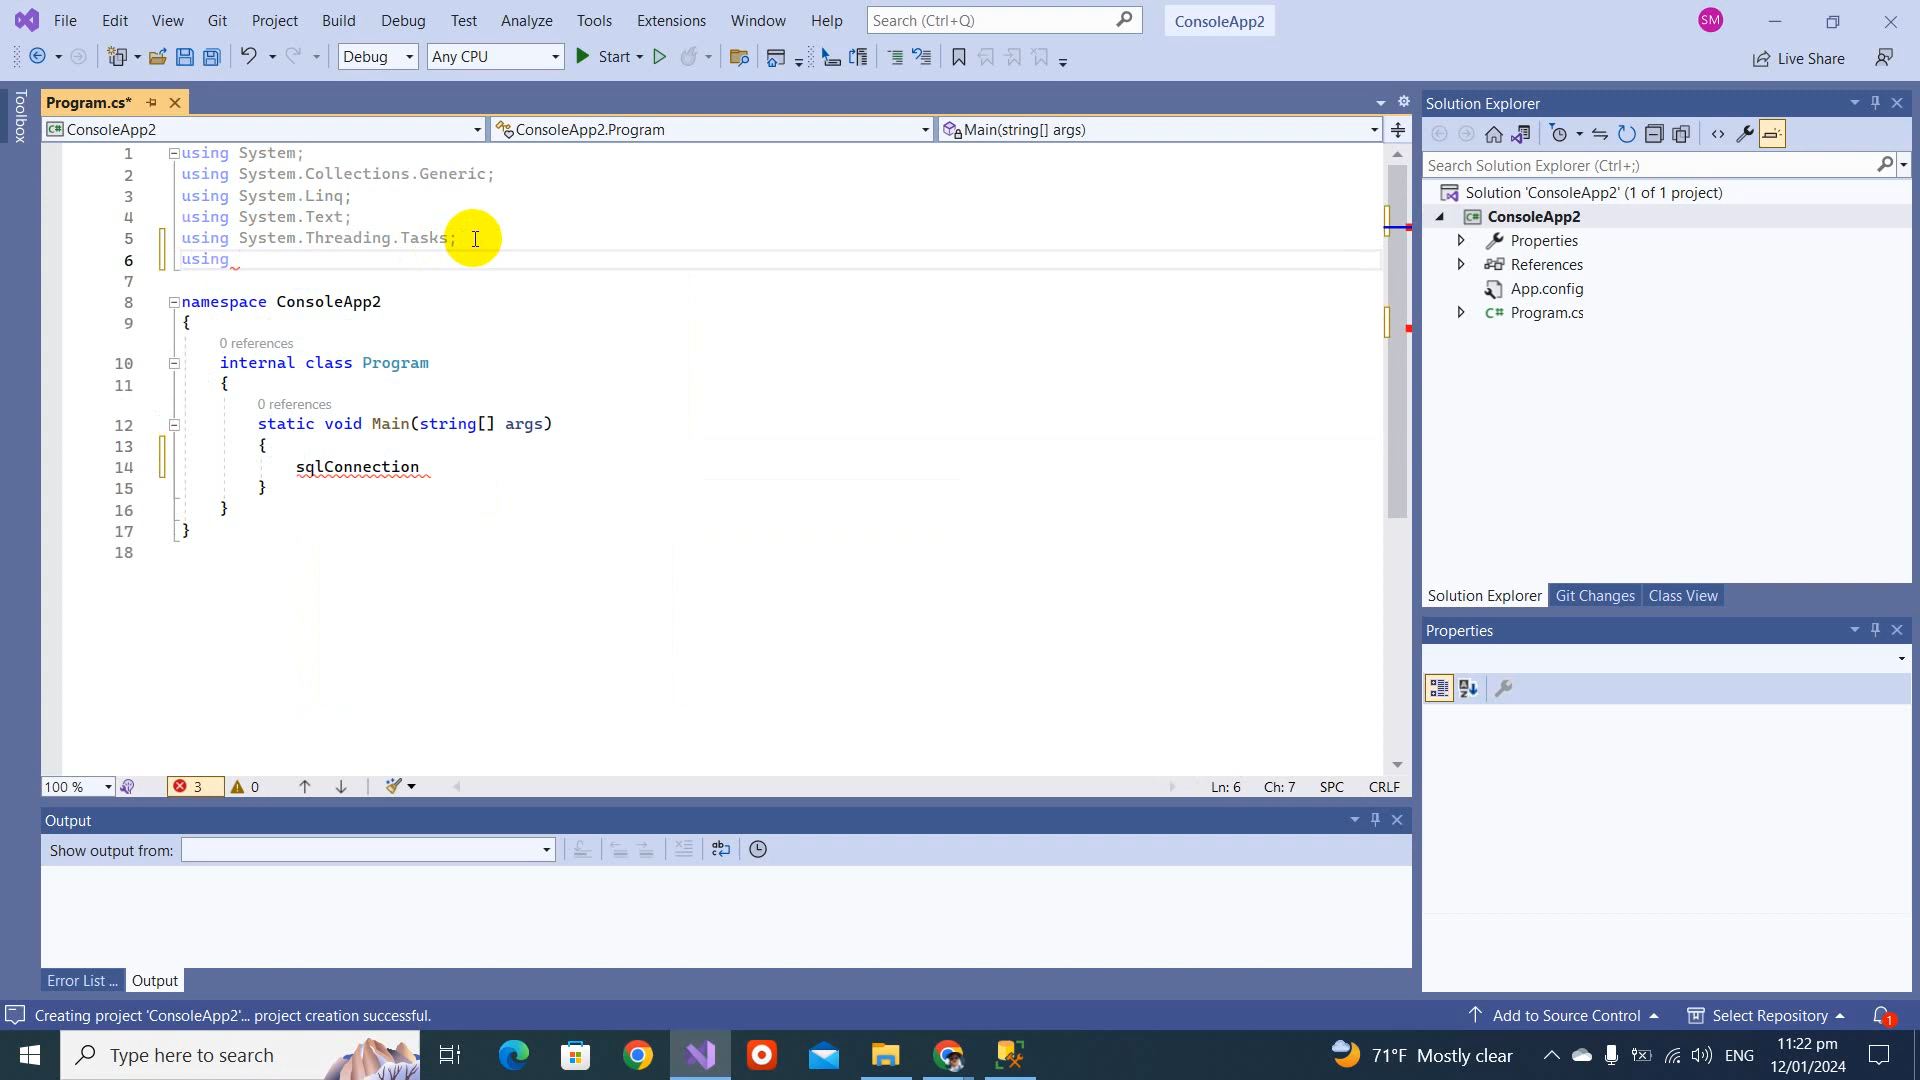 File Edit View Git Project Build Debug Test Analyze Tools Extensions Window Help Search (Ctrl+Q) ConsoleApp2 SM
Debug Any CPU Start Live Share
Toolbox
Program.cs*
C# ConsoleApp2 ConsoleApp2.Program Main(string[] args)
1 using System;
2 using System.Collections.Generic;
3 using System.Linq;
4 using System.Text;
5 using System.Threading.Tasks;
6 using
7
8 namespace ConsoleApp2
9 {
0 references
10 internal class Program
11 {
0 references
12 static void Main(string[] args)
13 {
14 sqlConnection
15 }
16 }
17 }
18
100 % 3 0 Ln: 6 Ch: 7 SPC CRLF
Output
Show output from:
Error List ... Output
Solution Explorer
Search Solution Explorer (Ctrl+;)
Solution 'ConsoleApp2' (1 of 1 project)
C# ConsoleApp2
Properties
References
App.config
C# Program.cs
Solution Explorer Git Changes Class View
Properties
Creating project 'ConsoleApp2'... project creation successful. Add to Source Control Select Repository 1
Type here to search 71°F Mostly clear ENG 11:22 pm
12/01/2024